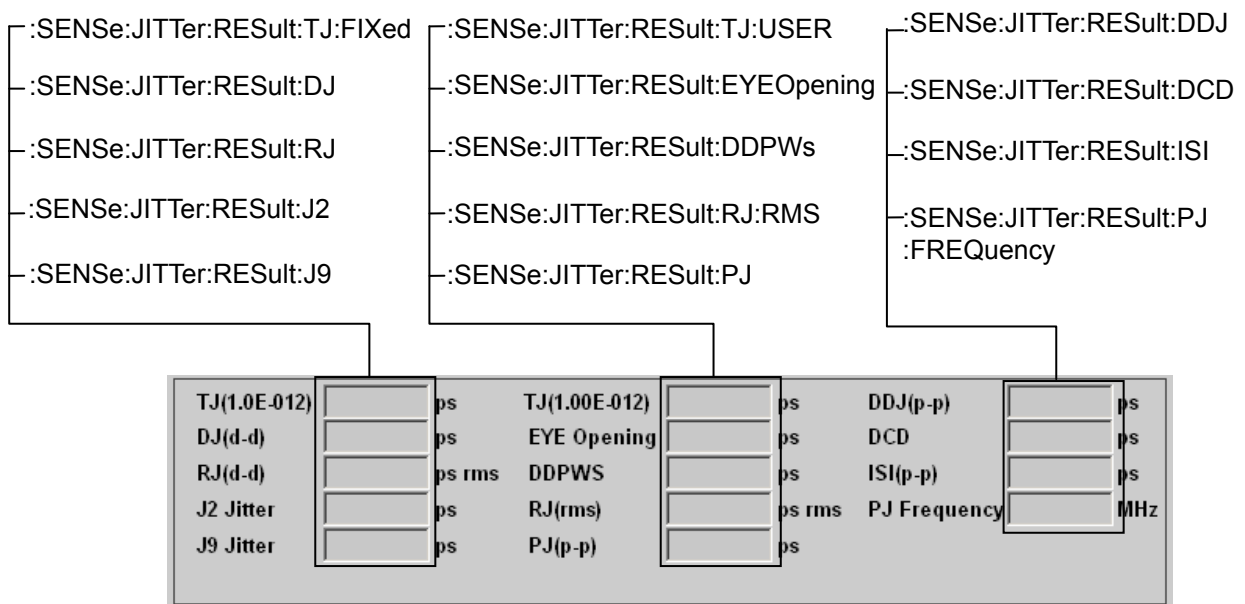 :SENSe:JITTer:RESult:TJ:FIXed
:SENSe:JITTer:RESult:DJ
:SENSe:JITTer:RESult:RJ
:SENSe:JITTer:RESult:J2
:SENSe:JITTer:RESult:J9
:SENSe:JITTer:RESult:TJ:USER
:SENSe:JITTer:RESult:EYEOpening
:SENSe:JITTer:RESult:DDPWs
:SENSe:JITTer:RESult:RJ:RMS
:SENSe:JITTer:RESult:PJ
:SENSe:JITTer:RESult:DDJ
:SENSe:JITTer:RESult:DCD
:SENSe:JITTer:RESult:ISI
:SENSe:JITTer:RESult:PJ
:FREQuency
TJ(1.0E-012) ps TJ(1.00E-012) ps DDJ(p-p) ps
DJ(d-d) ps EYE Opening ps DCD ps
RJ(d-d) ps rms DDPWS ps ISI(p-p) ps
J2 Jitter ps RJ(rms) ps rms PJ Frequency MHz
J9 Jitter ps PJ(p-p) ps